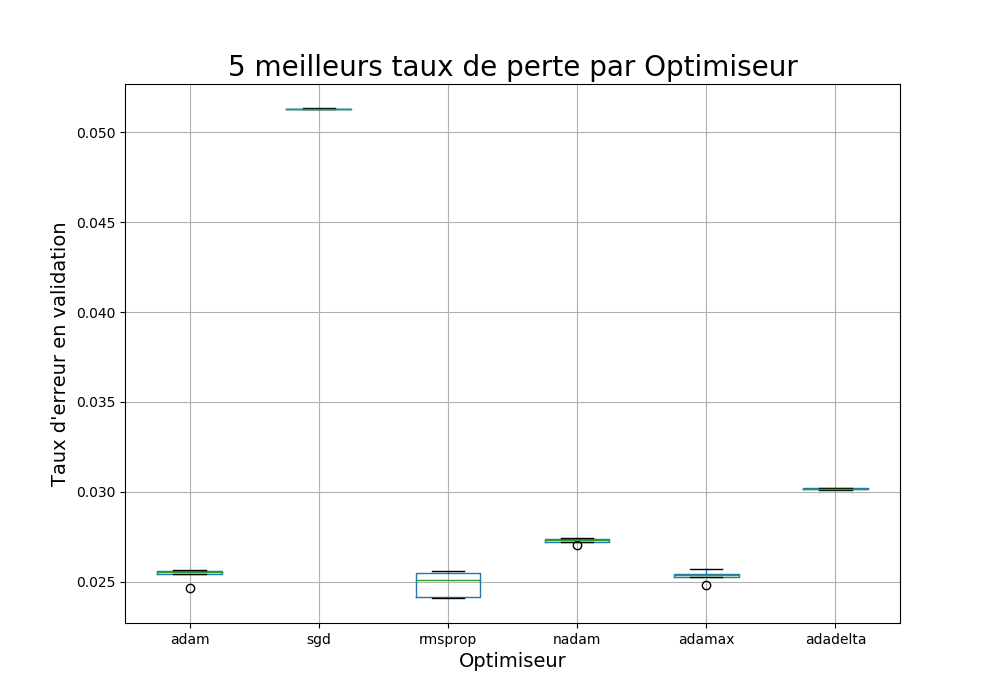 5 meilleurs taux de perte par Optimiseur
0.050
0.045
0.040
0.035
0.030
0.025
Taux d'erreur en validation
adam sgd rmsprop nadam adamax adadelta
Optimiseur